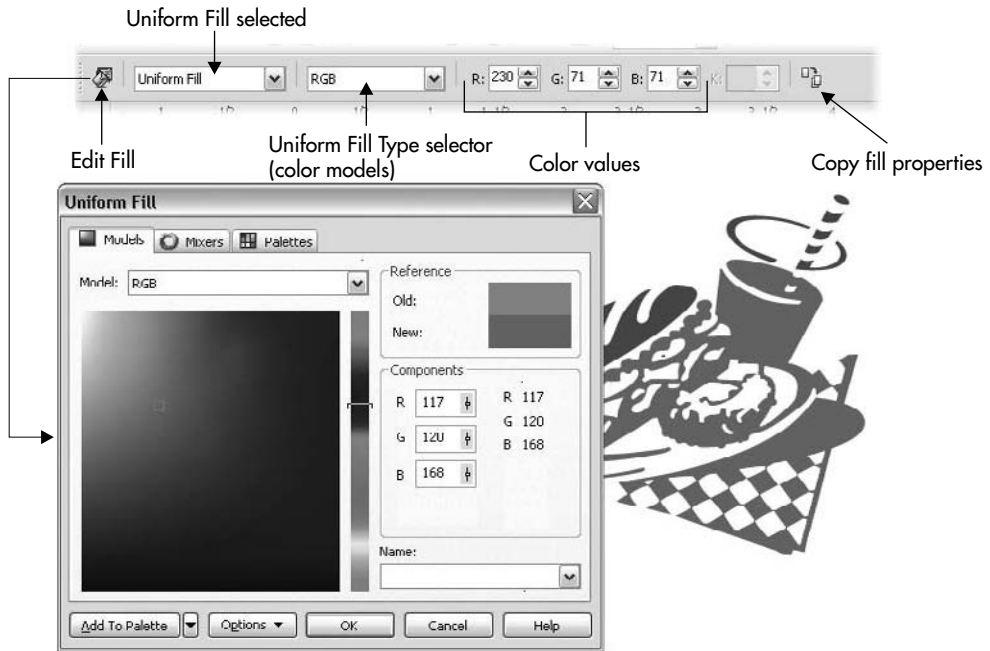 Uniform Fill selected
Uniform Fill
RGB
R: 230 G: 71 B: 71 K:
Edit Fill
Uniform Fill Type selector
(color models)
Color values
Copy fill properties
Uniform Fill
Models Mixers Palettes
Model: RGB
Reference
Old:
New:
Components
R 117 R 117
G 120 G 120
B 168 B 168
Name:
Add To Palette Options OK Cancel Help